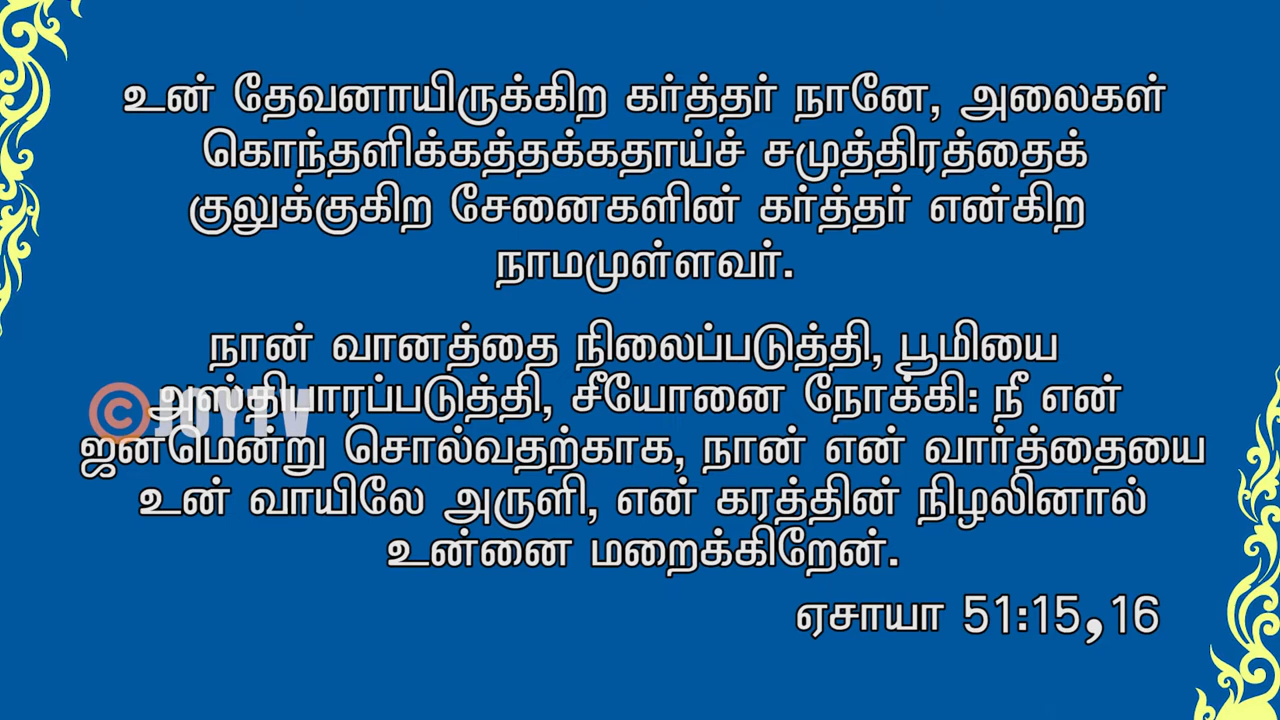 உன் தேவனாயிருக்கிற கர்த்தர் நானே, அலைகள்
கொந்தளிக்கத்தக்கதாய்ச் சமுத்திரத்தைக்
குலுக்குகிற சேனைகளின் கர்த்தர் என்கிற
நாமமுள்ளவர்.
நான் வானத்தை நிலைப்படுத்தி, பூமியை
அஸ்திபாரப்படுத்தி, சீயோனை நோக்கி: நீ என்
© JOYTV
ஜனமென்று சொல்வதற்காக, நான் என் வார்த்தையை
உன் வாயிலே அருளி, என் கரத்தின் நிழலினால்
உன்னை மறைக்கிறேன்.
ஏசாயா 51:15,16